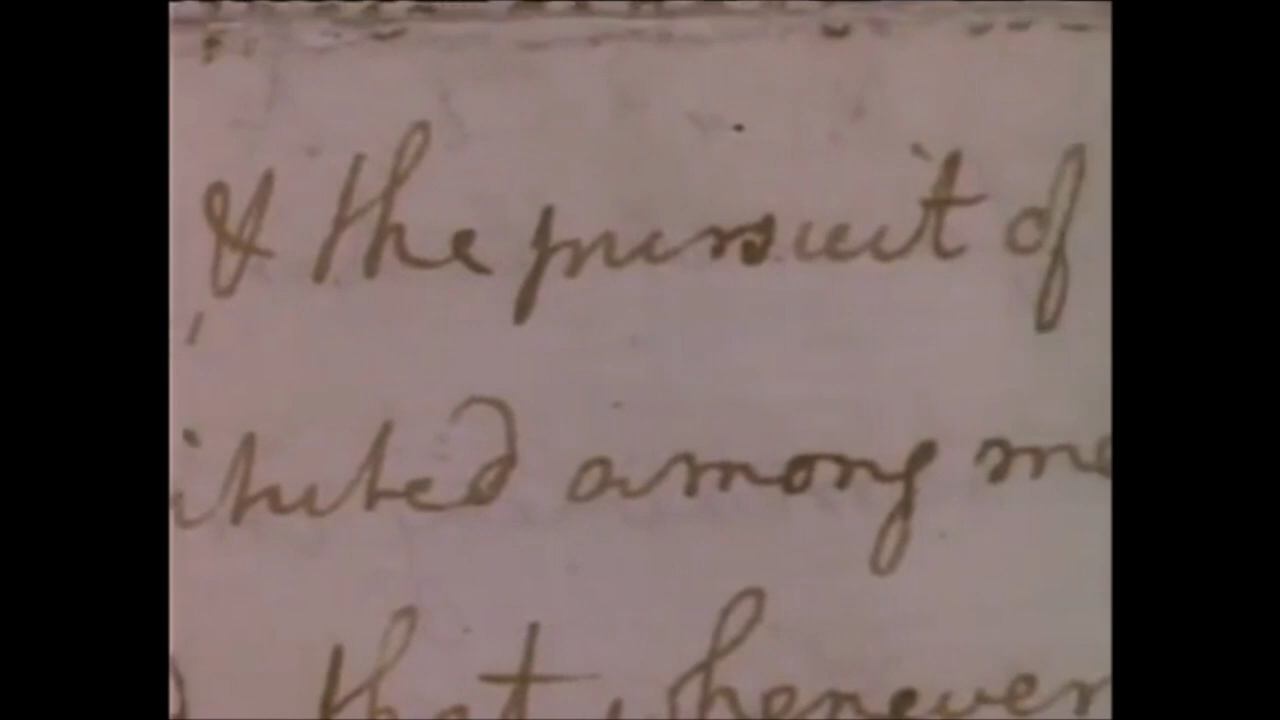 & the pursuit of
ituted among me
that whenever